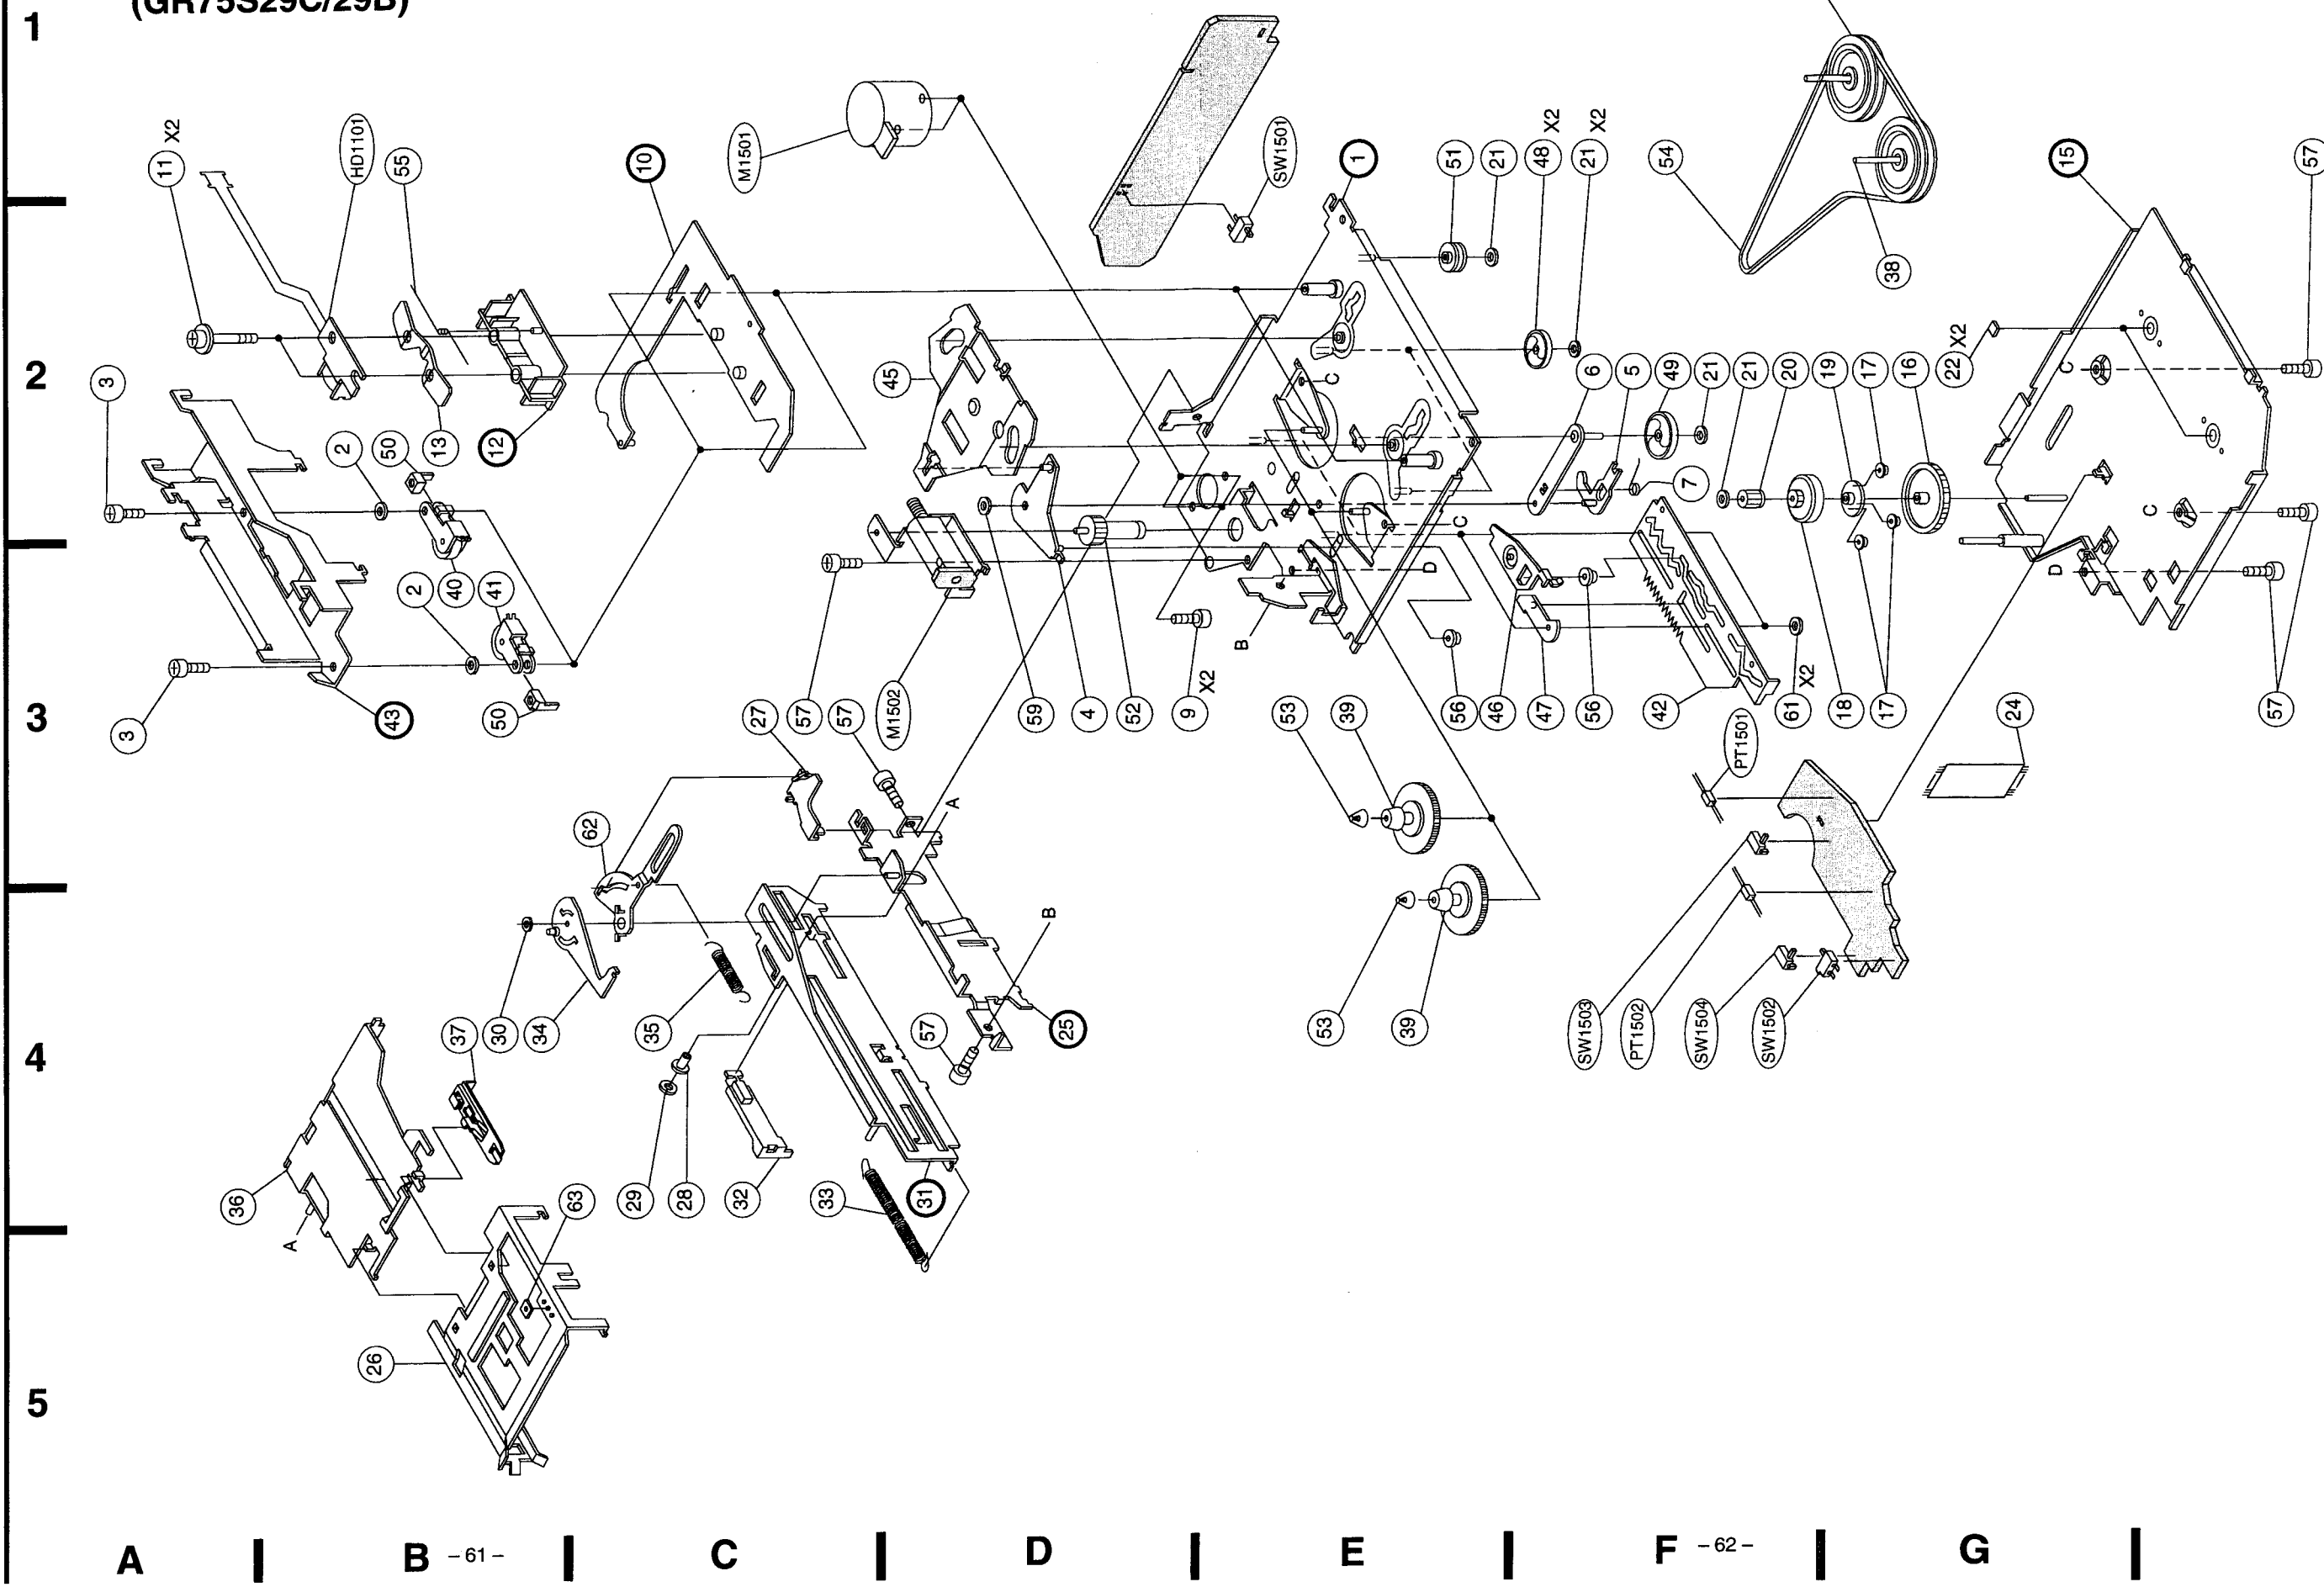 (GR75S29C/29B)
1
2
3
4
5
11 X2
HD1101
55
10
M1501
SW1501
1
51
21
48 X2
21 X2
54
38
15
57
3
2
50
13
12
45
6
5
49
21
21
20
19
17
16
22 X2
C
C
7
C
C
D
D
B
3
2
40
41
50
43
27
57
57
M1502
59
4
52
9 X2
53
39
56
46
47
56
42
61 X2
18
17
57
PT1501
24
62
A
B
30
34
35
37
57
25
53
39
SW1503
PT1502
SW1504
SW1502
36
A
29
28
32
33
31
63
26
A
B
– 61 –
C
D
E
F
– 62 –
G